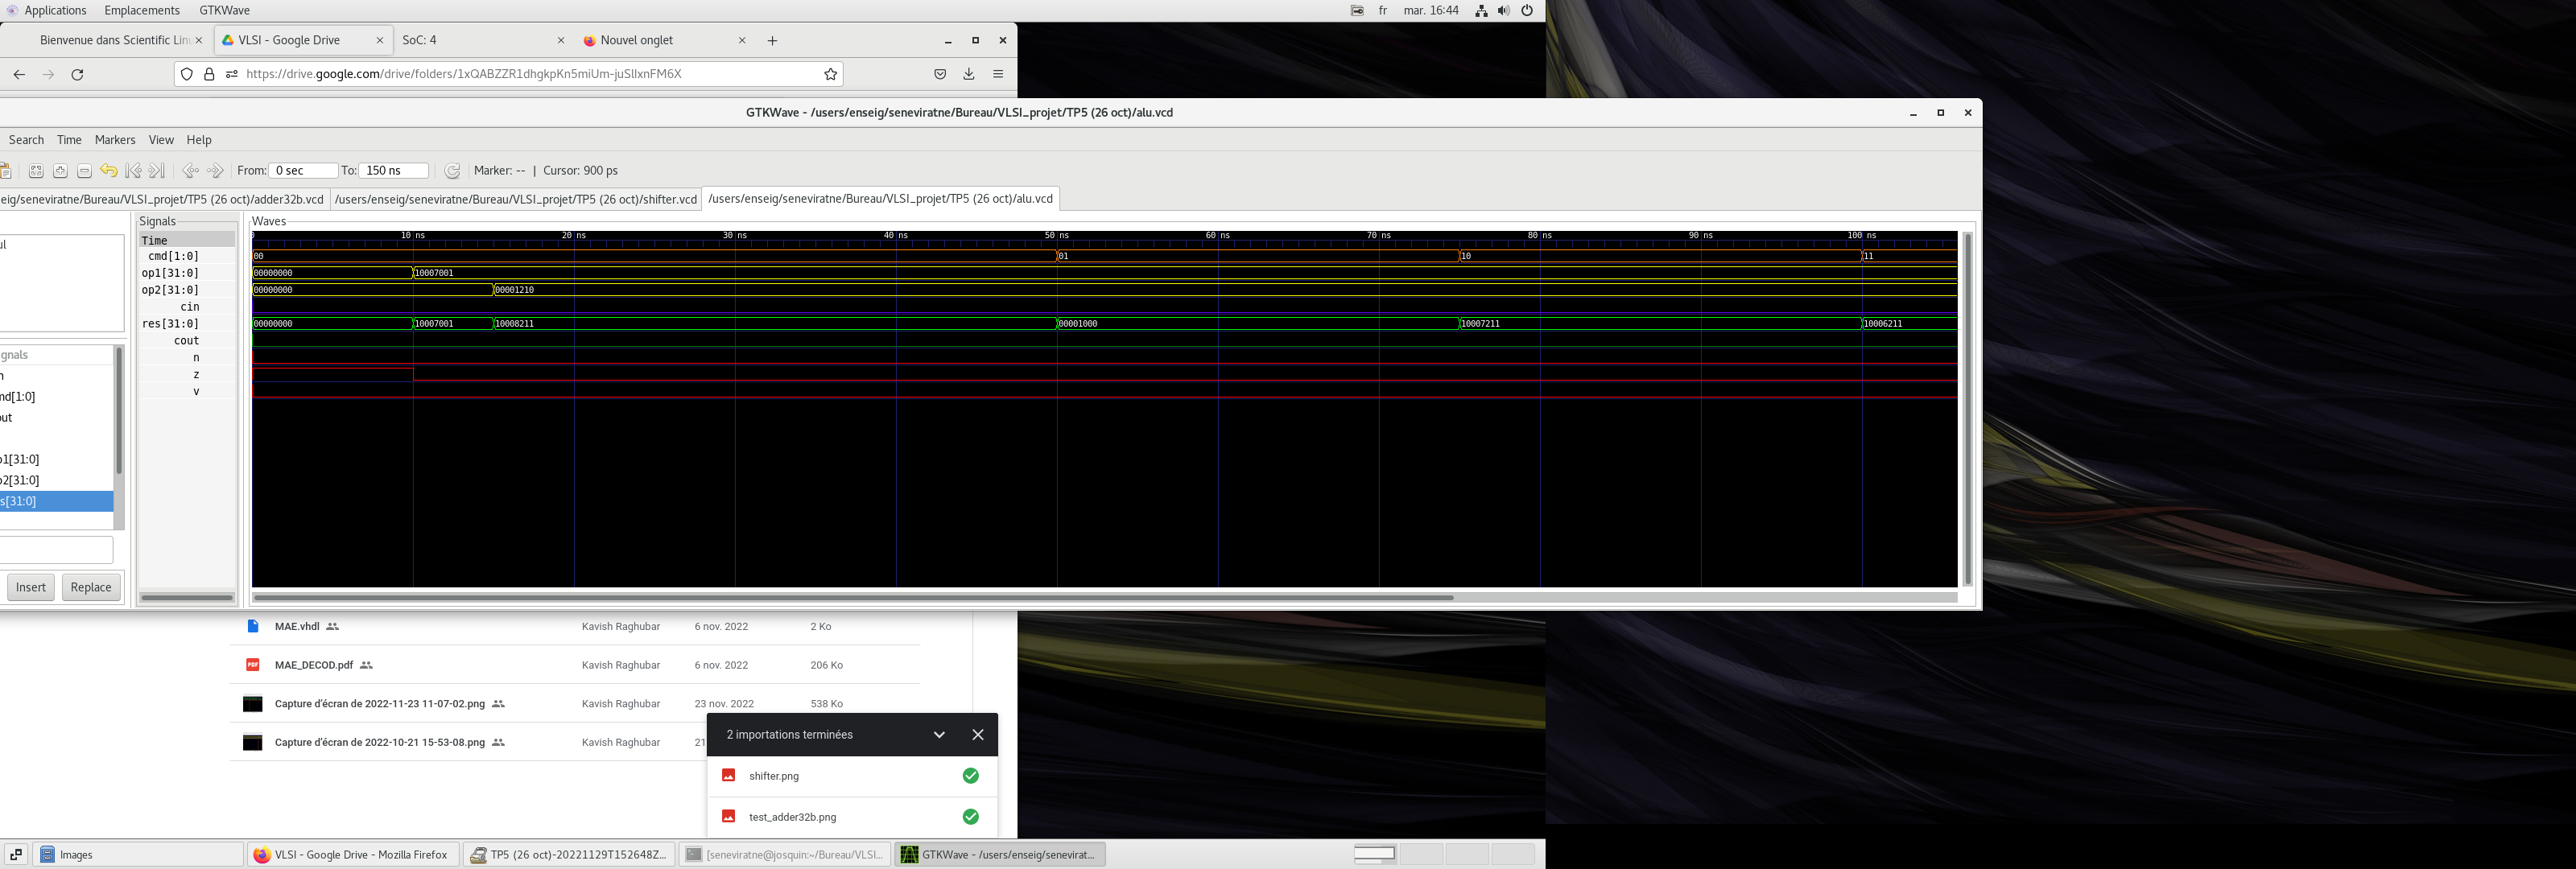 Applications Emplacements GTKWave fr mar. 16:44
Bienvenue dans Scientific Linu VLSI - Google Drive SoC: 4 Nouvel onglet
https://drive.google.com/drive/folders/1xQABZZR1dhgkpKn5miUm-juSllxnFM6X
GTKWave - /users/enseig/seneviratne/Bureau/VLSI_projet/TP5 (26 oct)/alu.vcd
Search Time Markers View Help
From: 0 sec To: 150 ns Marker: -- | Cursor: 900 ps
eig/seneviratne/Bureau/VLSI_projet/TP5 (26 oct)/adder32b.vcd /users/enseig/seneviratne/Bureau/VLSI_projet/TP5 (26 oct)/shifter.vcd /users/enseig/seneviratne/Bureau/VLSI_projet/TP5 (26 oct)/alu.vcd
Signals Waves
Time 0 10 ns 20 ns 30 ns 40 ns 50 ns 60 ns 70 ns 80 ns 90 ns 100 ns
cmd[1:0] 00 01 10 11
op1[31:0] 00000000 10007001
op2[31:0] 00000000 00001210
cin
res[31:0] 00000000 10007001 10008211 00001000 10007211 10006211
cout
n
z
v
ul
gnals
n
md[1:0]
out
p1[31:0]
p2[31:0]
s[31:0]
Insert Replace
MAE.vhdl Kavish Raghubar 6 nov. 2022 2 Ko
MAE_DECOD.pdf Kavish Raghubar 6 nov. 2022 206 Ko
Capture d'écran de 2022-11-23 11-07-02.png Kavish Raghubar 23 nov. 2022 538 Ko
Capture d'écran de 2022-10-21 15-53-08.png Kavish Raghubar 21
2 importations terminées
shifter.png
test_adder32b.png
Images VLSI - Google Drive - Mozilla Firefox TP5 (26 oct)-20221129T152648Z... [seneviratne@josquin:~/Bureau/VLSI... GTKWave - /users/enseig/senevirat...